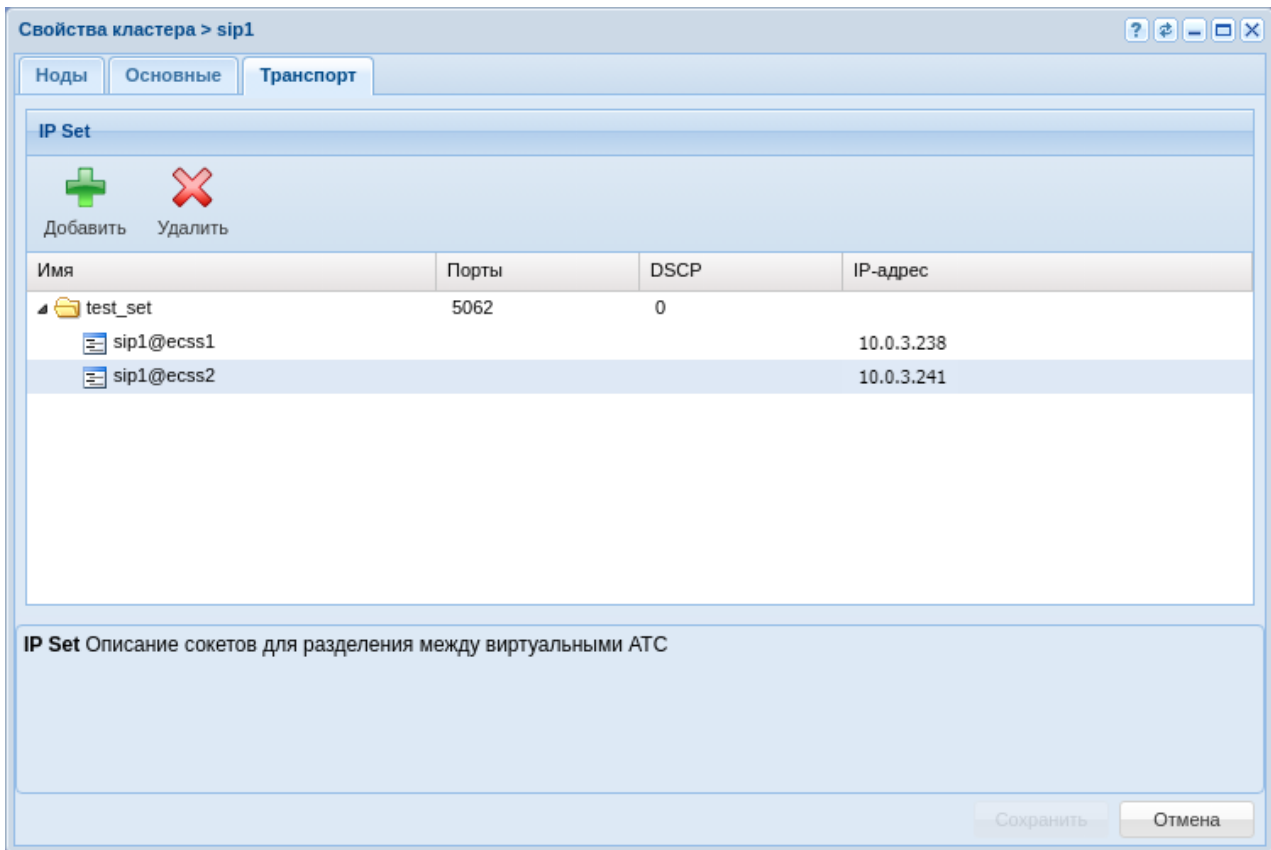 Свойства кластера > sip1
Ноды Основные Транспорт
IP Set
Добавить Удалить
Имя Порты DSCP IP-адрес
test_set 5062 0
sip1@ecss1 10.0.3.238
sip1@ecss2 10.0.3.241
IP Set Описание сокетов для разделения между виртуальными АТС
Сохранить Отмена